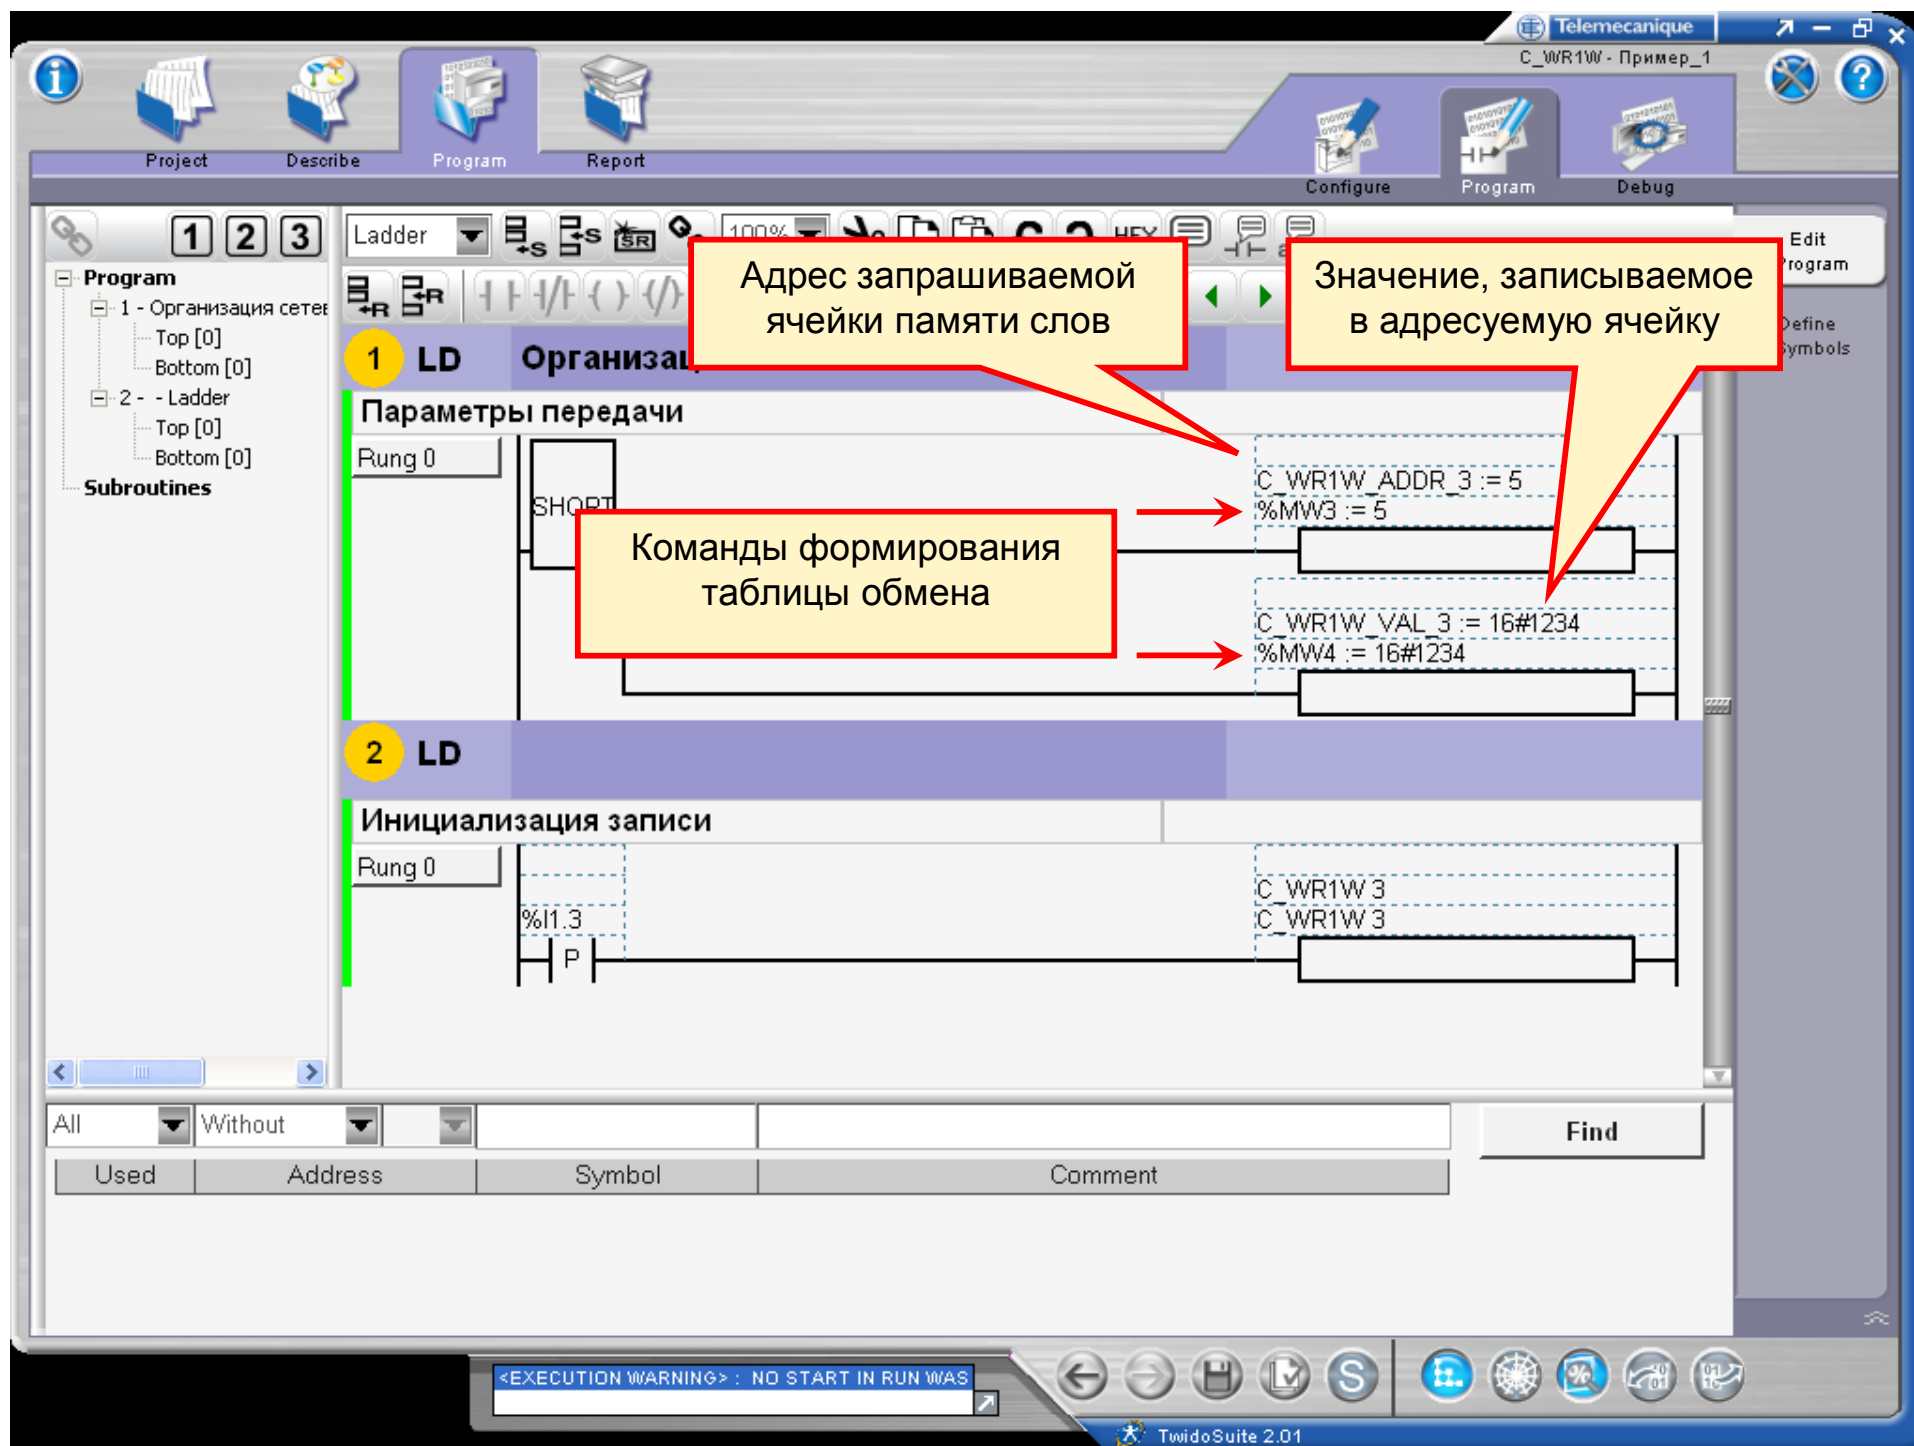 Telemecanique
C_WR1W - Пример_1
Project
Describe
Program
Report
Configure
Program
Debug
1 2 3
Ladder
Edit
Define
Program
1 - Организация сетев
Top [0]
Bottom [0]
2 - - Ladder
Top [0]
Bottom [0]
Subroutines
Адрес запрашиваемой
ячейки памяти слов
Значение, записываемое
в адресуемую ячейку
1 LD
Параметры передачи
Rung 0
SHORT
C_WR1W_ADDR_3 := 5
%MW3 := 5
Команды формирования
таблицы обмена
C_WR1W_VAL_3 := 16#1234
%MW4 := 16#1234
2 LD
Инициализация записи
Rung 0
%I1.3
P
C_WR1W 3
C_WR1W 3
All
Without
Find
Used
Address
Symbol
Comment
<EXECUTION WARNING> : NO START IN RUN WAS
TwidoSuite 2.01